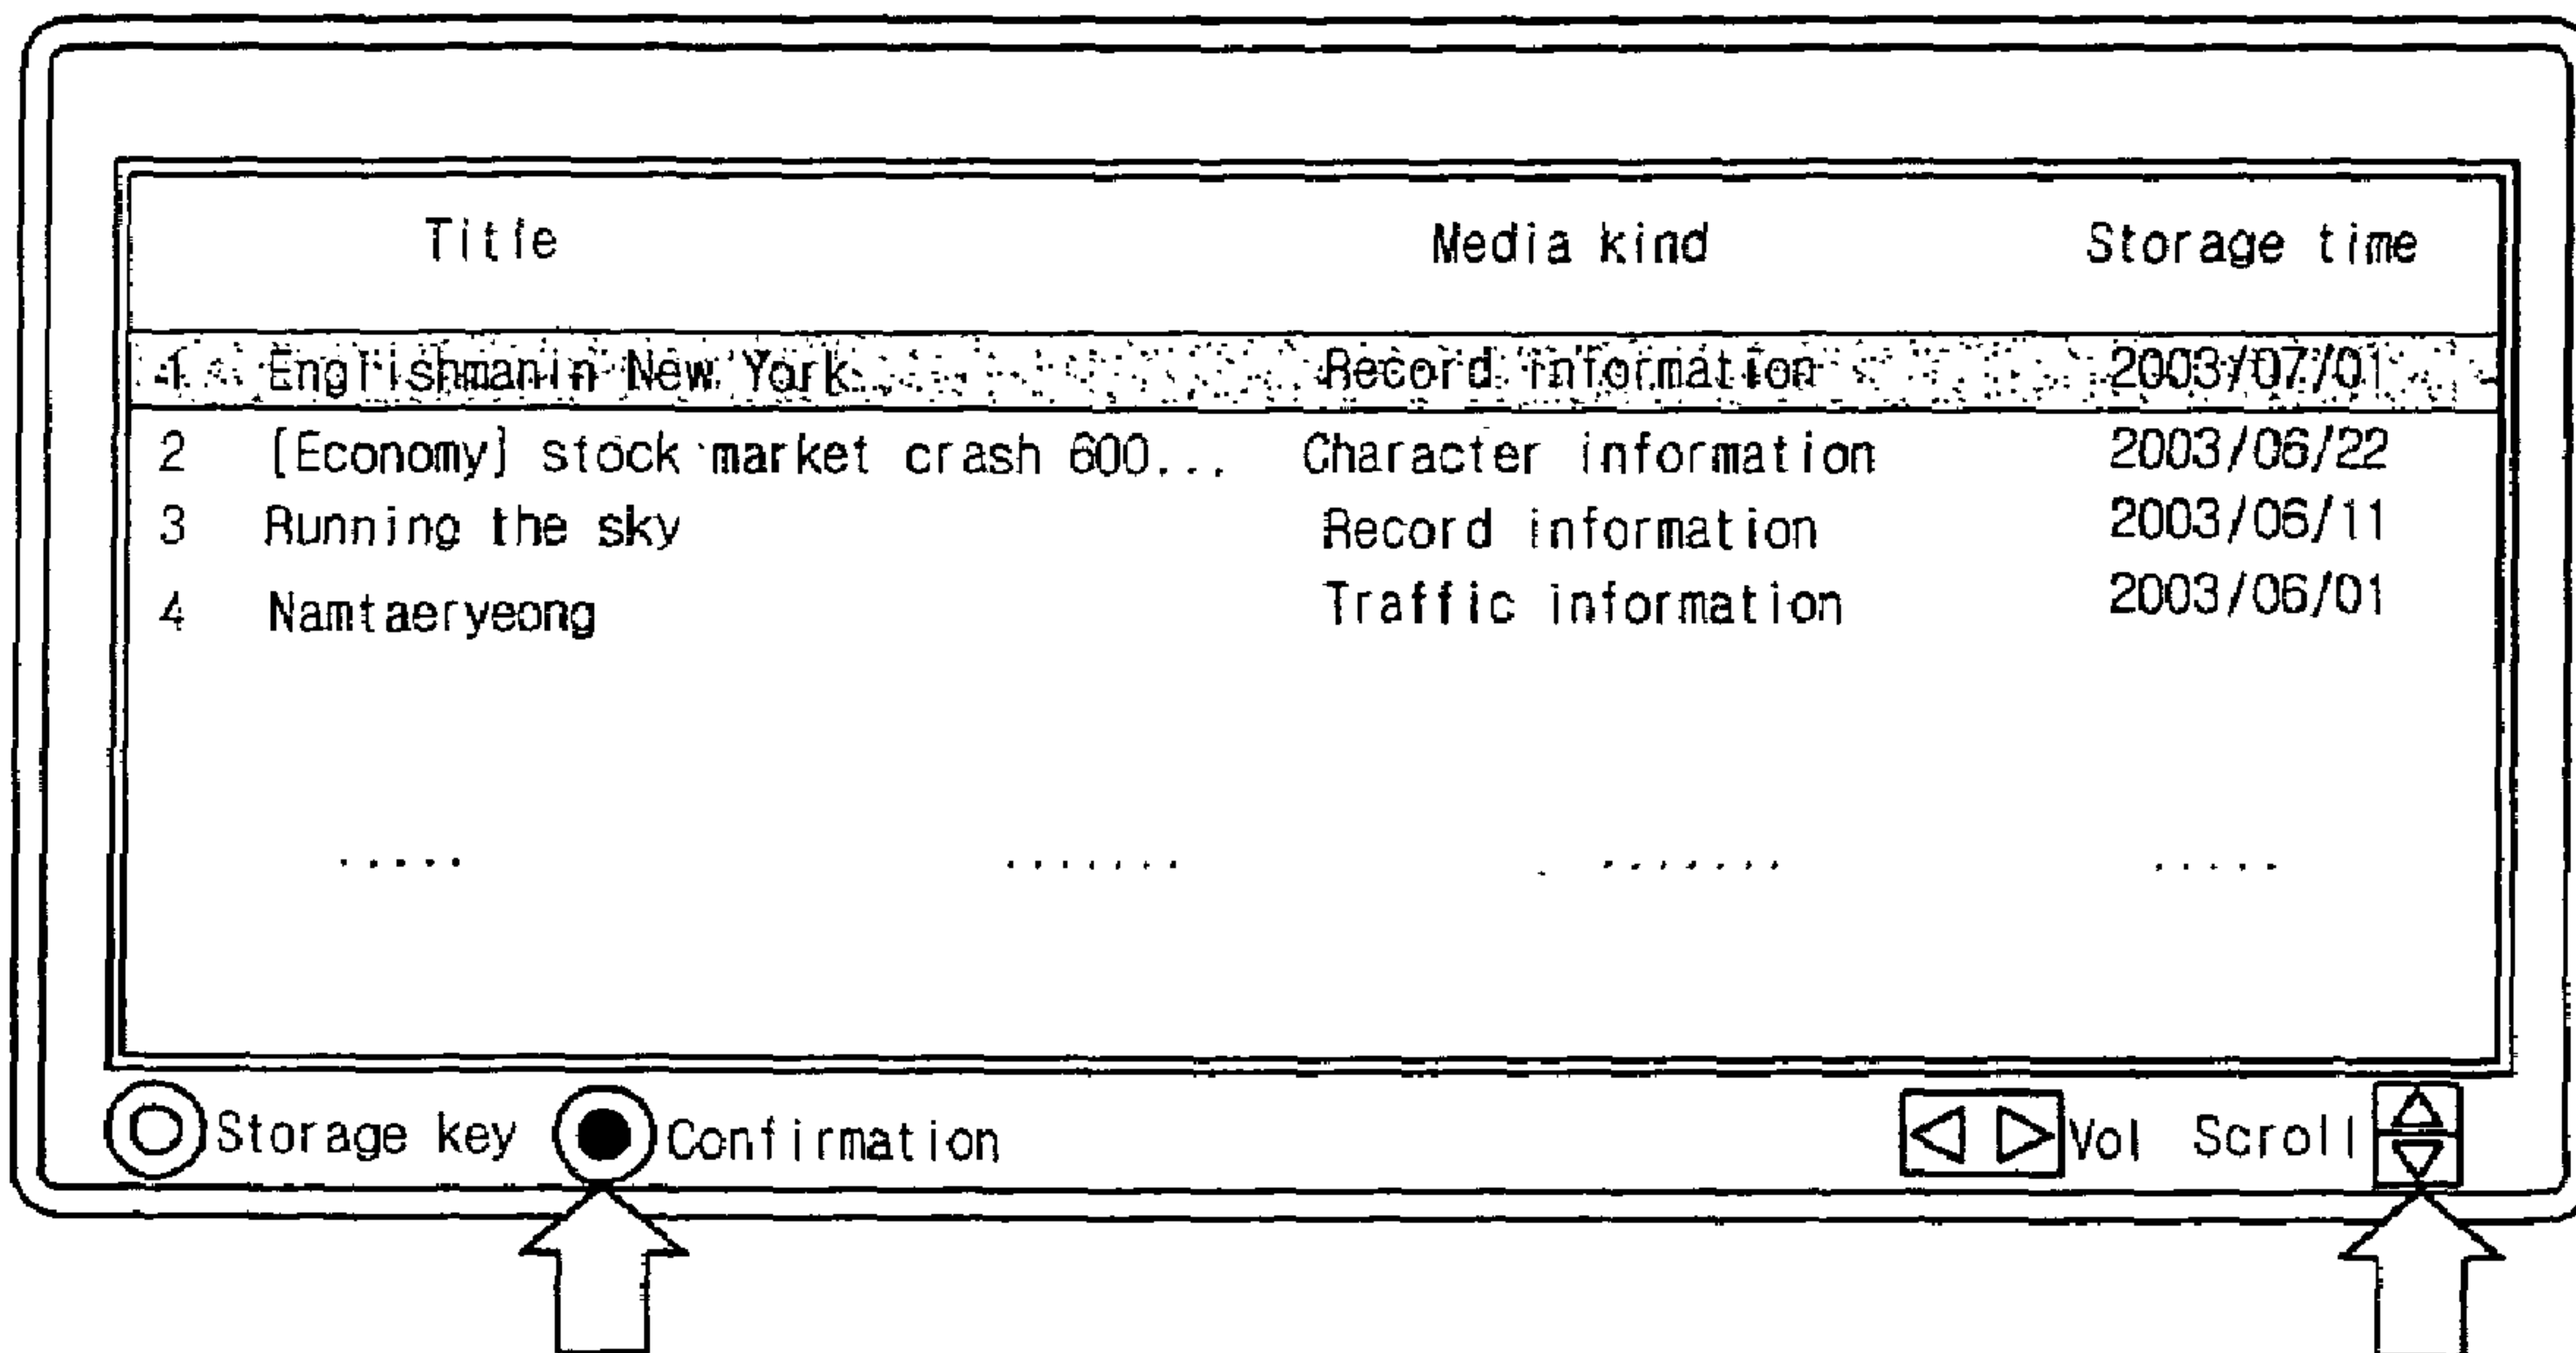 Title Media kind Storage time
1 Englishmanin New York Record information 2003/07/01
2 [Economy] stock market crash 600... Character information 2003/06/22
3 Running the sky Record information 2003/06/11
4 Namtaeryeong Traffic information 2003/06/01
..... ....... ....... .....
Storage key Confirmation Vol Scroll